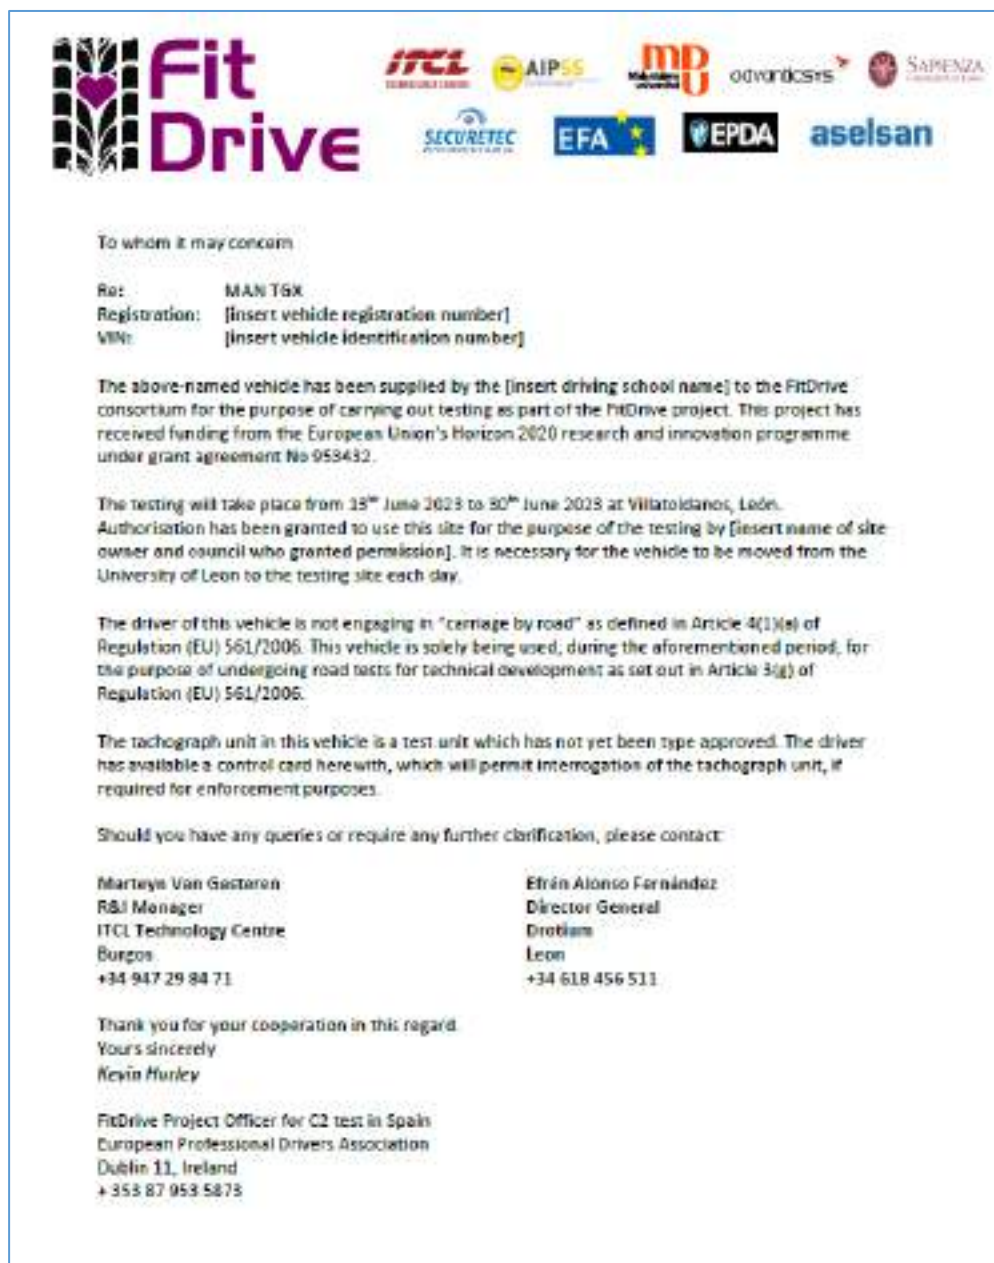 Fit
Drive
ITCL
AIPSS
mb
advanticsys
SAPIENZA
SECURETEC
EFA
EPDA
aselsan
To whom it may concern
Re: MAN TGX
Registration: [insert vehicle registration number]
VIN: [insert vehicle identification number]
The above-named vehicle has been supplied by the [insert driving school name] to the FitDrive
consortium for the purpose of carrying out testing as part of the FitDrive project. This project has
received funding from the European Union's Horizon 2020 research and innovation programme
under grant agreement No 953432.
The testing will take place from 13th June 2023 to 30th June 2023 at Villatoldanos, León.
Authorisation has been granted to use this site for the purpose of the testing by [insert name of site
owner and council who granted permission]. It is necessary for the vehicle to be moved from the
University of Leon to the testing site each day.
The driver of this vehicle is not engaging in "carriage by road" as defined in Article 4(1)(a) of
Regulation (EU) 561/2006. This vehicle is solely being used, during the aforementioned period, for
the purpose of undergoing road tests for technical development as set out in Article 3(g) of
Regulation (EU) 561/2006.
The tachograph unit in this vehicle is a test unit which has not yet been type approved. The driver
has available a control card herewith, which will permit interrogation of the tachograph unit, if
required for enforcement purposes.
Should you have any queries or require any further clarification, please contact:
Marteyn Van Gasteren
R&I Manager
ITCL Technology Centre
Burgos
+34 947 29 84 71
Efrén Alonso Fernández
Director General
Drotium
Leon
+34 618 456 511
Thank you for your cooperation in this regard.
Yours sincerely
Kevin Hurley
FitDrive Project Officer for C2 test in Spain
European Professional Drivers Association
Dublin 11, Ireland
+ 353 87 953 5873